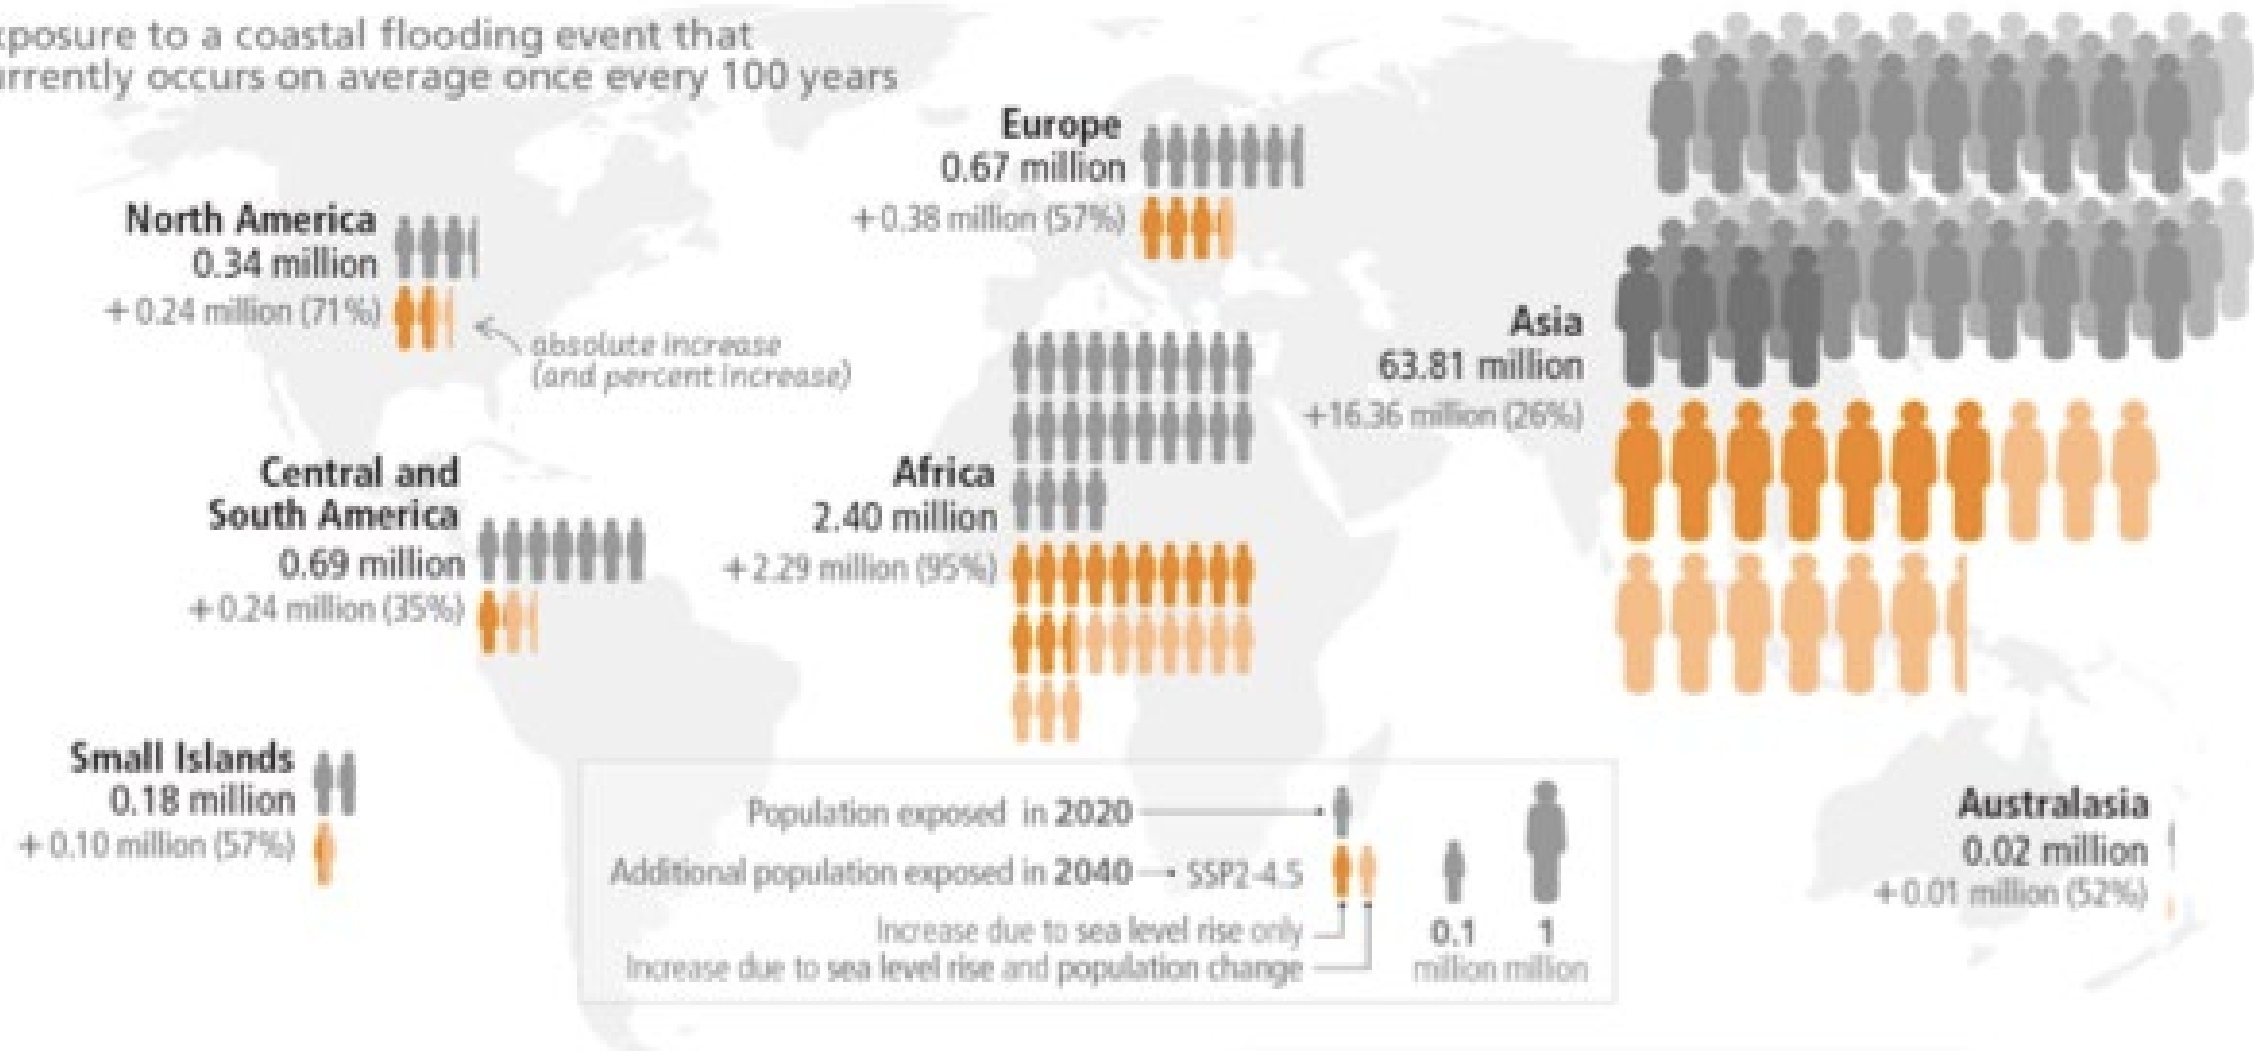 xposure to a coastal flooding event that
urrently occurs on average once every 100 years
North America
0.34 million
+ 0.24 million (71%)
absolute increase
(and percent increase)
Europe
0.67 million
+ 0.38 million (57%)
Asia
63.81 million
+16.36 million (26%)
Central and
South America
0.69 million
+ 0.24 million (35%)
Africa
2.40 million
+ 2.29 million (95%)
Small Islands
0.18 million
+ 0.10 million (57%)
Population exposed in 2020
Additional population exposed in 2040 → SSP2-4.5
Increase due to sea level rise only
Increase due to sea level rise and population change
0.1 1
million million
Australasia
0.02 million
+ 0.01 million (52%)